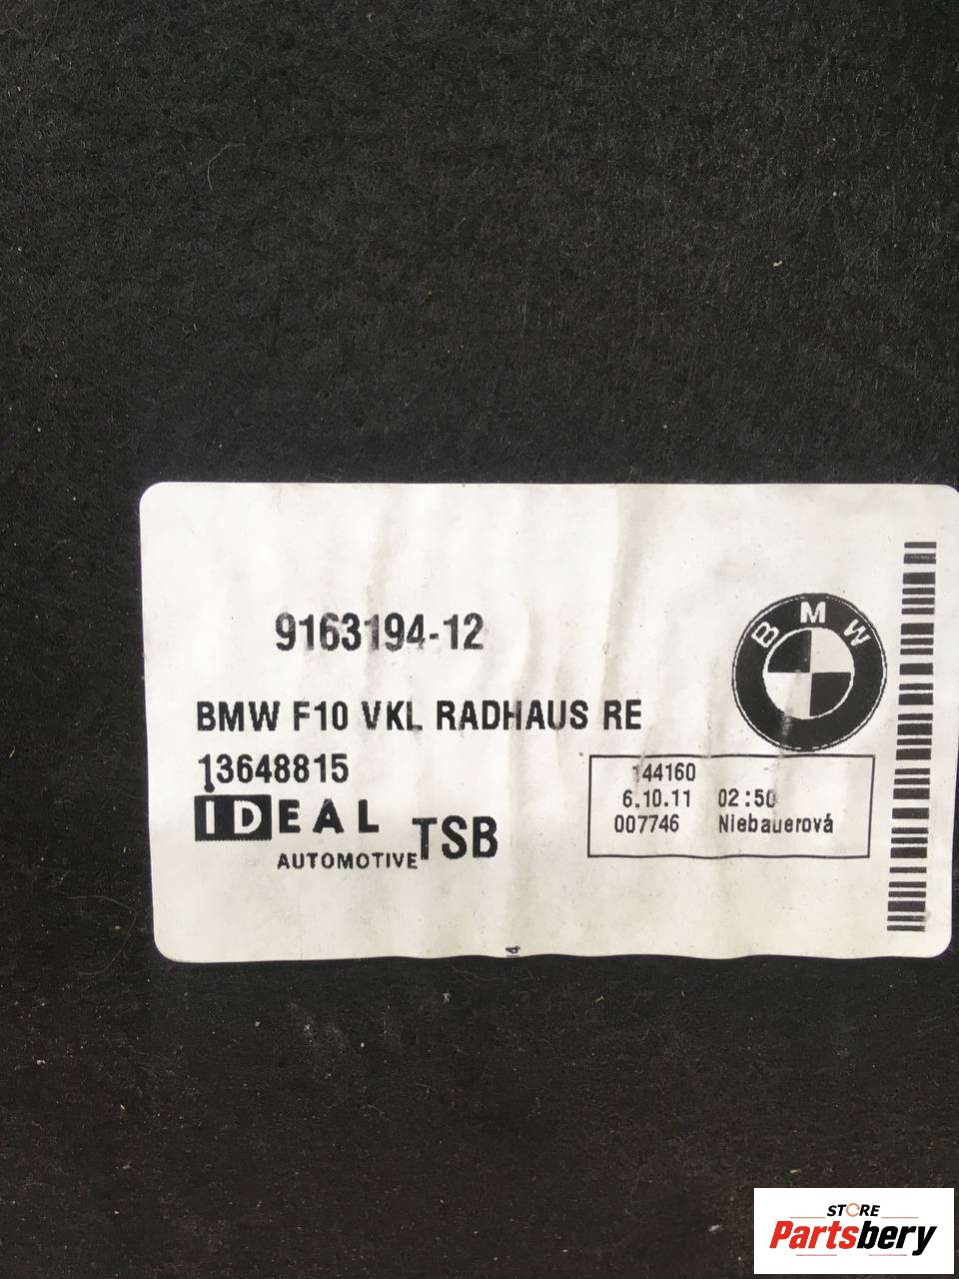 9163194-12
BMW
BMW F10 VKL RADHAUS RE
13648815
144160
6.10.11 02:50
007746 Niebauerová
IDEAL
AUTOMOTIVE TSB
4
STORE
Partsbery